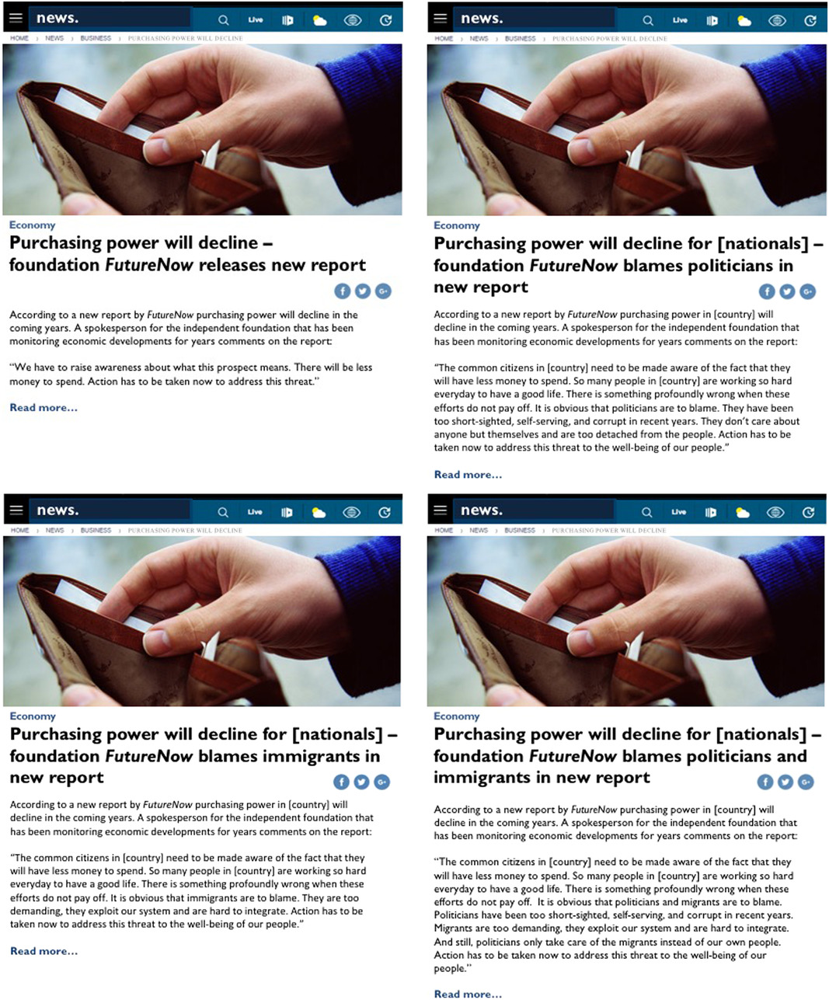 news.
Live
HOME › NEWS › BUSINESS › PURCHASING POWER WILL DECLINE
Economy
Purchasing power will decline –
foundation FutureNow releases new report
f G+
According to a new report by FutureNow purchasing power will decline in the
coming years. A spokesperson for the independent foundation that has been
monitoring economic developments for years comments on the report:
“We have to raise awareness about what this prospect means. There will be less
money to spend. Action has to be taken now to address this threat.”
Read more…
news.
Live
HOME › NEWS › BUSINESS › PURCHASING POWER WILL DECLINE
Economy
Purchasing power will decline for [nationals] –
foundation FutureNow blames politicians in
new report
f G+
According to a new report by FutureNow purchasing power in [country] will
decline in the coming years. A spokesperson for the independent foundation that
has been monitoring economic developments for years comments on the report:
“The common citizens in [country] need to be made aware of the fact that they
will have less money to spend. So many people in [country] are working so hard
everyday to have a good life. There is something profoundly wrong when these
efforts do not pay off. It is obvious that politicians are to blame. They have been
too short-sighted, self-serving, and corrupt in recent years. They don’t care about
anyone but themselves and are too detached from the people. Action has to be
taken now to address this threat to the well-being of our people.”
Read more…
news.
Live
HOME › NEWS › BUSINESS › PURCHASING POWER WILL DECLINE
Economy
Purchasing power will decline for [nationals] –
foundation FutureNow blames immigrants in
new report
f G+
According to a new report by FutureNow purchasing power in [country] will
decline in the coming years. A spokesperson for the independent foundation that
has been monitoring economic developments for years comments on the report:
“The common citizens in [country] need to be made aware of the fact that they
will have less money to spend. So many people in [country] are working so hard
everyday to have a good life. There is something profoundly wrong when these
efforts do not pay off. It is obvious that immigrants are to blame. They are too
demanding, they exploit our system and are hard to integrate. Action has to be
taken now to address this threat to the well-being of our people.”
Read more…
news.
Live
HOME › NEWS › BUSINESS › PURCHASING POWER WILL DECLINE
Economy
Purchasing power will decline for [nationals] –
foundation FutureNow blames politicians and
immigrants in new report
f G+
According to a new report by FutureNow purchasing power in [country] will
decline in the coming years. A spokesperson for the independent foundation that
has been monitoring economic developments for years comments on the report:
“The common citizens in [country] need to be made aware of the fact that they
will have less money to spend. So many people in [country] are working so hard
everyday to have a good life. There is something profoundly wrong when these
efforts do not pay off. It is obvious that politicians and migrants are to blame.
Politicians have been too short-sighted, self-serving, and corrupt in recent years.
Migrants are too demanding, they exploit our system and are hard to integrate.
And still, politicians only take care of the migrants instead of our own people.
Action has to be taken now to address this threat to the well-being of our
people.”
Read more…